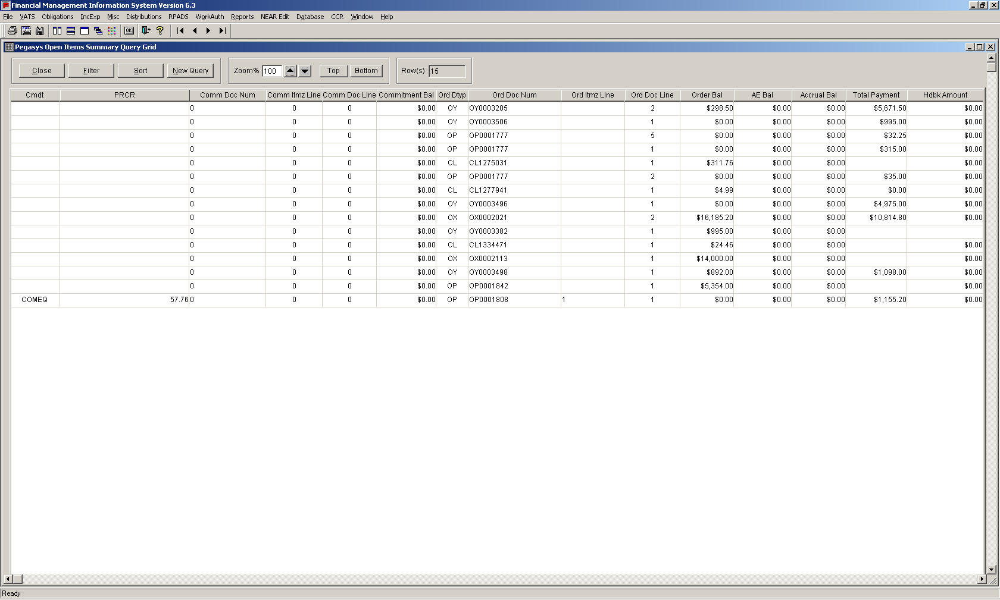 Financial Management Information System Version 6.3
File VATS Obligations IncExp Misc Distributions RPADS WorkAuth Reports NEAR Edit Database CCR Window Help
OK
Pegasys Open Items Summary Query Grid
Close Filter Sort New Query Zoom% 100 Top Bottom Row(s) 15
Cmdt PRCR Comm Doc Num Comm Itmz Line Comm Doc Line Commitment Bal Ord Dtyp Ord Doc Num Ord Itmz Line Ord Doc Line Order Bal AE Bal Accrual Bal Total Payment Hdbk Amount
0 0 0 $0.00 OY OY0003205 2 $298.50 $0.00 $0.00 $5,671.50 $0.00
0 0 0 $0.00 OY OY0003506 1 $0.00 $0.00 $0.00 $995.00 $0.00
0 0 0 $0.00 OP OP0001777 5 $0.00 $0.00 $0.00 $32.25 $0.00
0 0 0 $0.00 OP OP0001777 1 $0.00 $0.00 $0.00 $315.00 $0.00
0 0 0 $0.00 CL CL1275031 1 $311.76 $0.00 $0.00 $0.00
0 0 0 $0.00 OP OP0001777 2 $0.00 $0.00 $0.00 $35.00 $0.00
0 0 0 $0.00 CL CL1277941 1 $4.99 $0.00 $0.00 $0.00 $0.00
0 0 0 $0.00 OY OY0003496 1 $0.00 $0.00 $0.00 $4,975.00 $0.00
0 0 0 $0.00 OX OX0002021 2 $16,185.20 $0.00 $0.00 $10,814.80 $0.00
0 0 0 $0.00 OY OY0003382 1 $995.00 $0.00 $0.00
0 0 0 $0.00 CL CL1334471 1 $24.46 $0.00 $0.00 $0.00
0 0 0 $0.00 OX OX0002113 1 $14,000.00 $0.00 $0.00 $0.00
0 0 0 $0.00 OY OY0003498 1 $892.00 $0.00 $0.00 $1,098.00 $0.00
0 0 0 $0.00 OP OP0001842 1 $5,354.00 $0.00 $0.00 $0.00
COMEQ 57.76 0 0 0 $0.00 OP OP0001808 1 1 $0.00 $0.00 $0.00 $1,155.20 $0.00
Ready